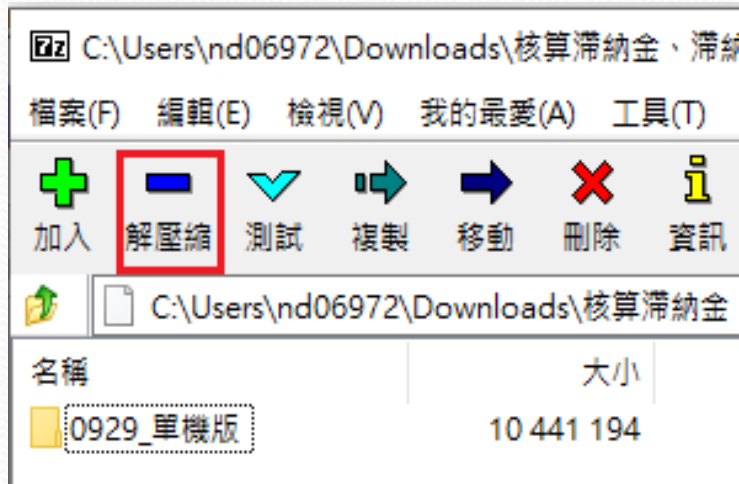 7z C:\Users\nd06972\Downloads\核算滯納金、滯納
檔案(F) 編輯(E) 檢視(V) 我的最愛(A) 工具(T)
加入 解壓縮 測試 複製 移動 刪除 資訊
C:\Users\nd06972\Downloads\核算滯納金
名稱 大小
0929_單機版 10 441 194